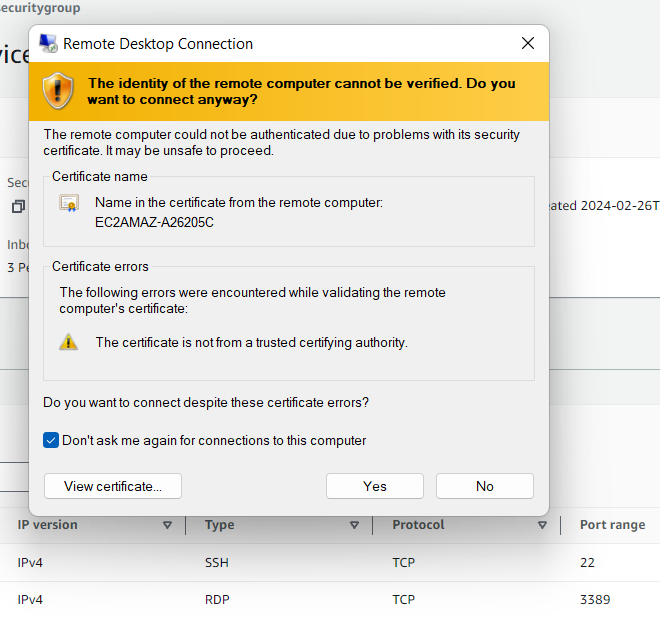 securitygroup
Remote Desktop Connection
The identity of the remote computer cannot be verified. Do you
want to connect anyway?
The remote computer could not be authenticated due to problems with its security
certificate. It may be unsafe to proceed.
Certificate name
Name in the certificate from the remote computer:
EC2AMAZ-A26205C
eated 2024-02-26T
Certificate errors
The following errors were encountered while validating the remote
computer's certificate:
The certificate is not from a trusted certifying authority.
Do you want to connect despite these certificate errors?
Don't ask me again for connections to this computer
View certificate... Yes No
IP version Type Protocol Port range
IPv4 SSH TCP 22
IPv4 RDP TCP 3389